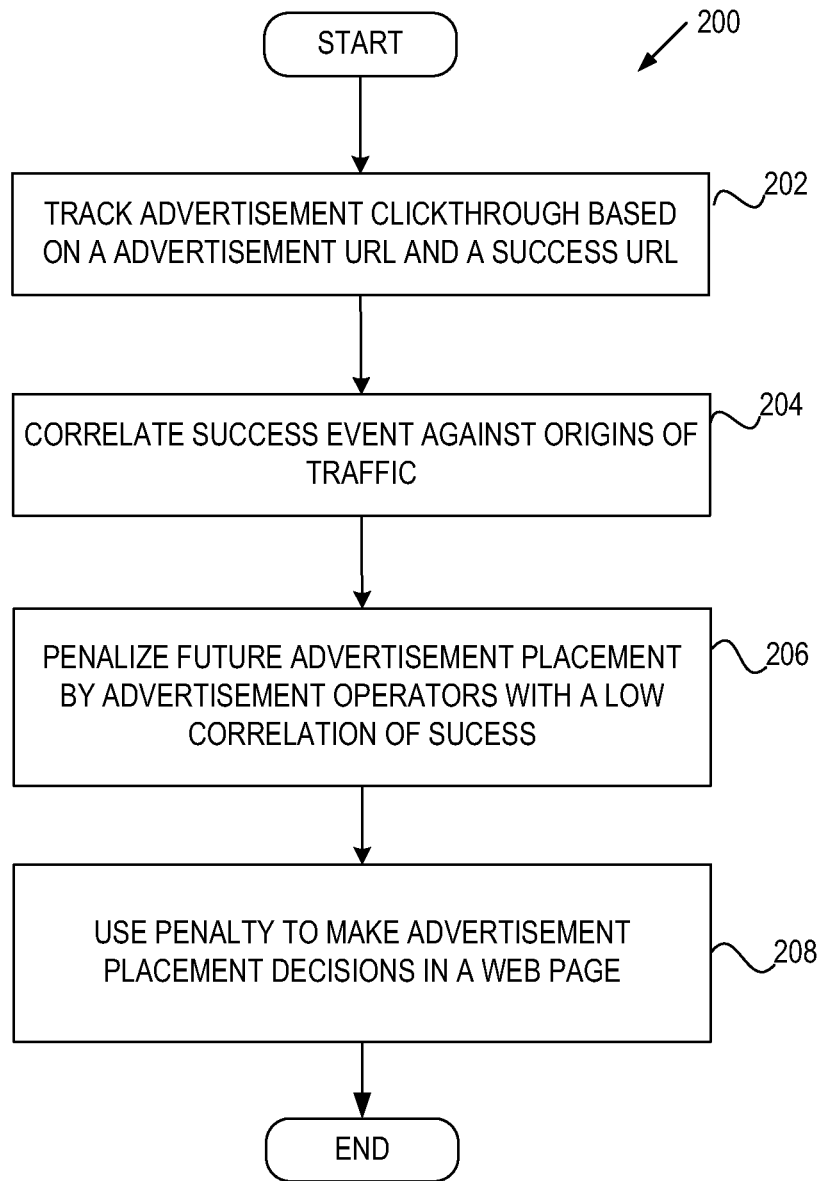 START
200
TRACK ADVERTISEMENT CLICKTHROUGH BASED
ON A ADVERTISEMENT URL AND A SUCCESS URL
202
CORRELATE SUCCESS EVENT AGAINST ORIGINS OF
TRAFFIC
204
PENALIZE FUTURE ADVERTISEMENT PLACEMENT
BY ADVERTISEMENT OPERATORS WITH A LOW
CORRELATION OF SUCESS
206
USE PENALTY TO MAKE ADVERTISEMENT
PLACEMENT DECISIONS IN A WEB PAGE
208
END